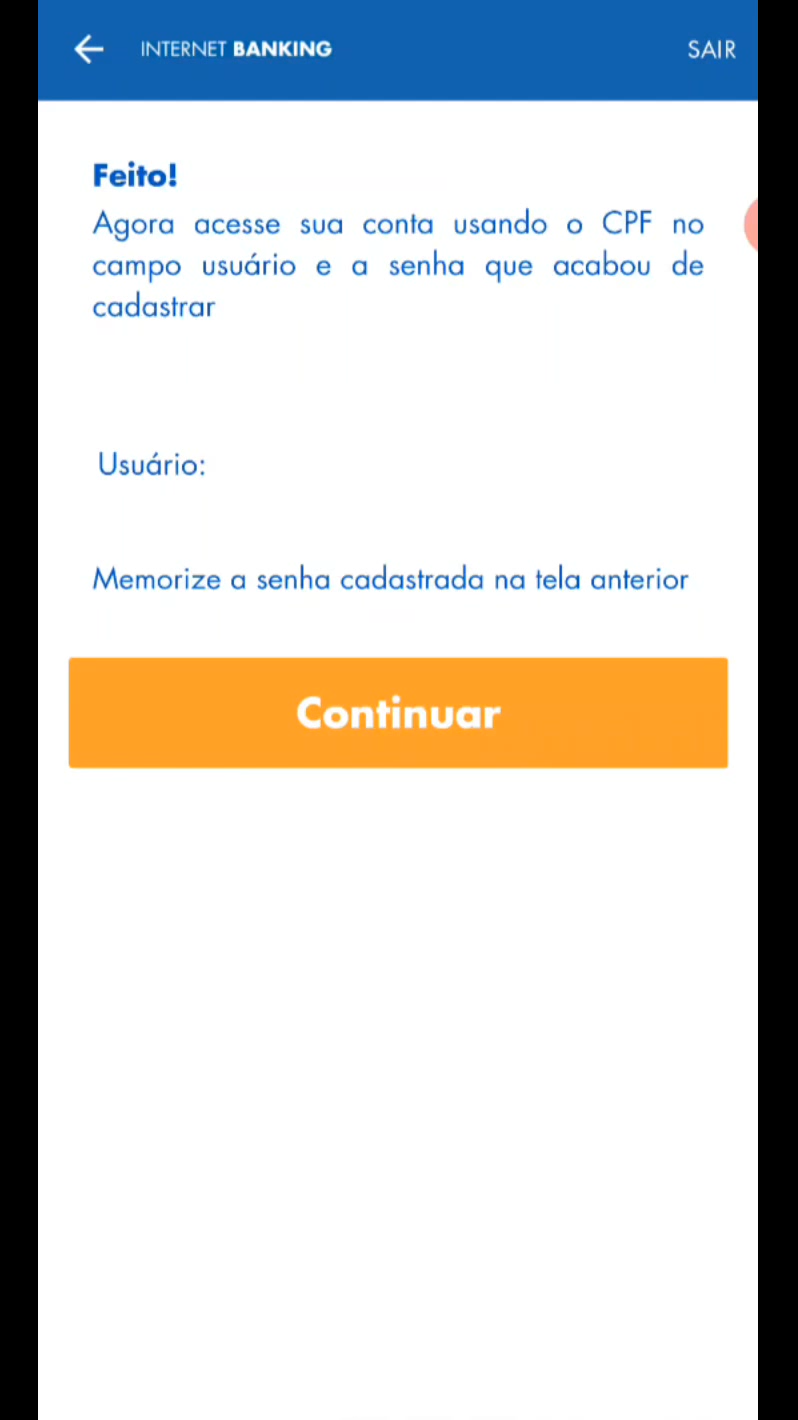 INTERNET BANKING
SAIR
Feito!
Agora acesse sua conta usando o CPF no
campo usuário e a senha que acabou de
cadastrar
Usuário:
Memorize a senha cadastrada na tela anterior
Continuar